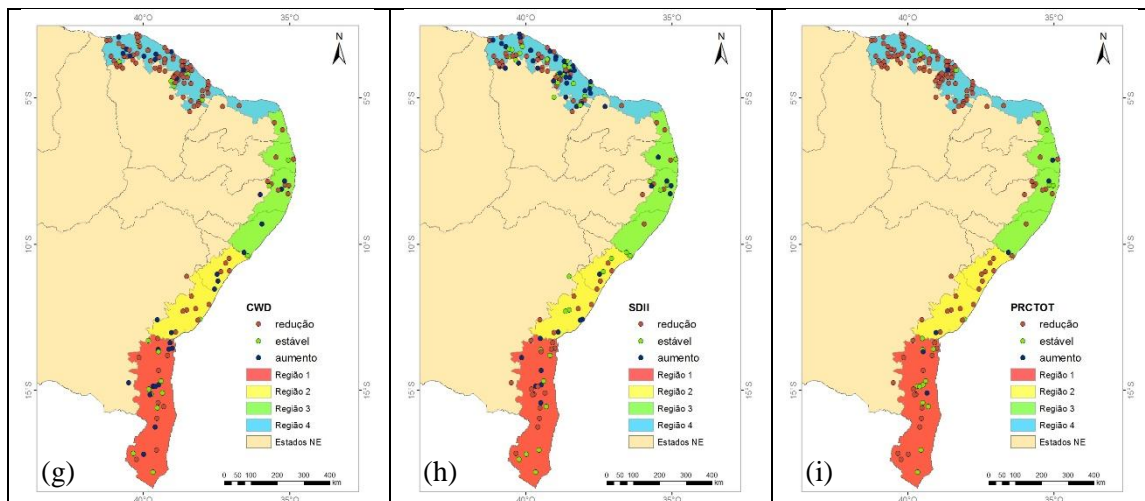 40°O 35°O
N
5°S
10°S
15°S
CWD
redução
estável
aumento
Região 1
Região 2
Região 3
Região 4
Estados NE
0 50 100 200 300 400
km
40°O 35°O
(g)
40°O 35°O
N
5°S
10°S
15°S
SDII
redução
estável
aumento
Região 1
Região 2
Região 3
Região 4
Estados NE
0 50 100 200 300 400
km
40°O 35°O
(h)
40°O 35°O
N
5°S
10°S
15°S
PRCTOT
redução
estável
aumento
Região 1
Região 2
Região 3
Região 4
Estados NE
0 50 100 200 300 400
km
40°O 35°O
(i)